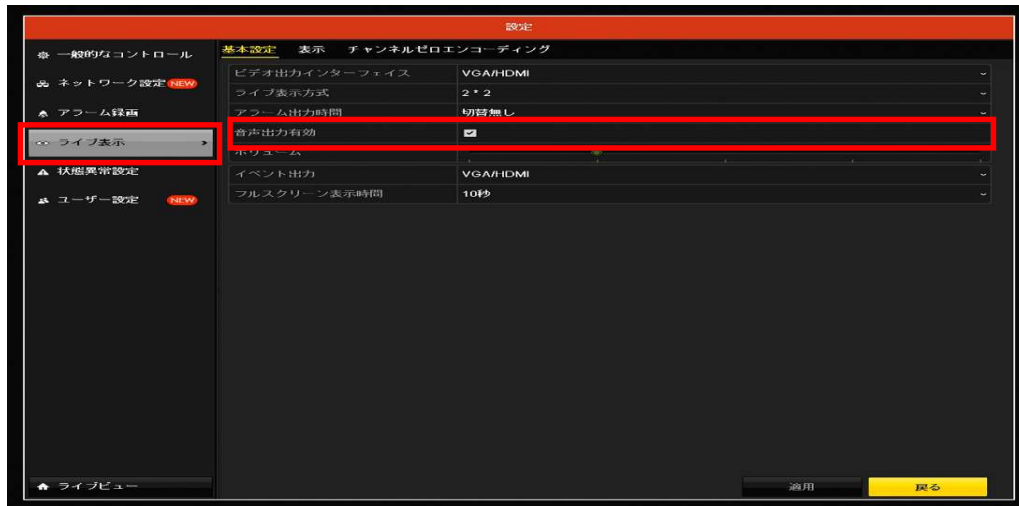 設定
一般的なコントロール
ネットワーク設定 NEW
アラーム録画
ライブ表示
状態異常設定
ユーザー設定 NEW
ライブビュー
基本設定 表示 チャンネルゼロエンコーディング
ビデオ出力インターフェイス VGA/HDMI
ライブ表示方式 2 * 2
アラーム出力時間 切替無し
音声出力有効
ボリューム
イベント出力 VGA/HDMI
フルスクリーン表示時間 10秒
適用 戻る